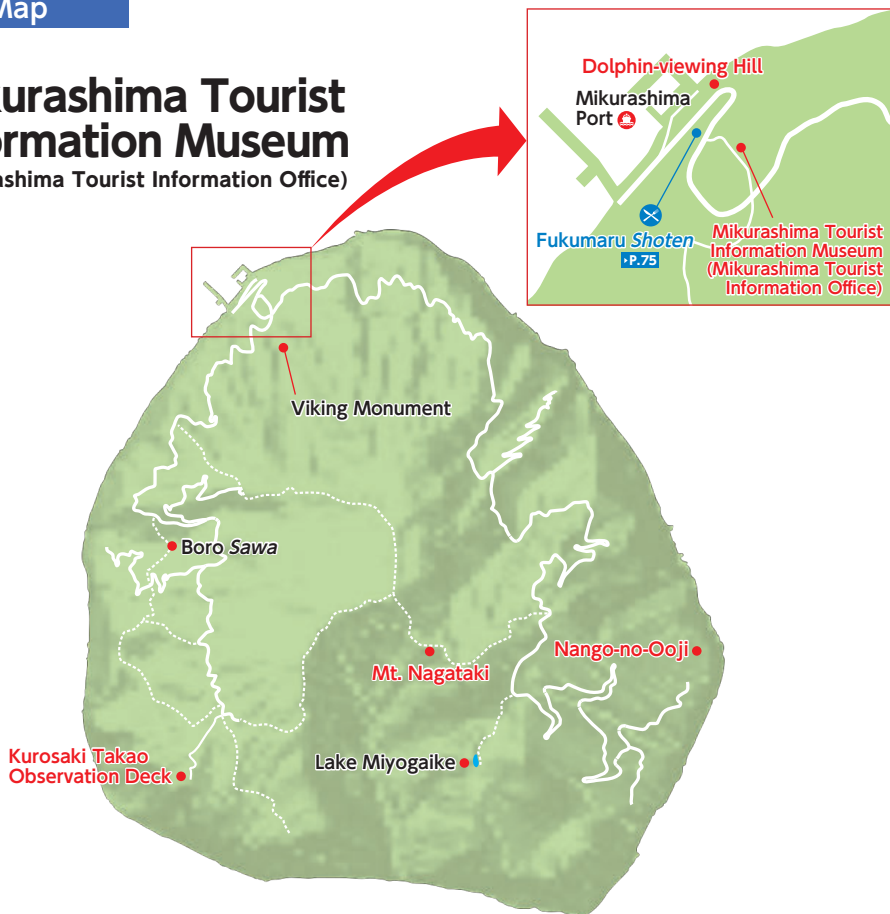 Map
kurashima Tourist
ormation Museum
ashima Tourist Information Office)
Dolphin-viewing Hill
Mikurashima
Port
Fukumaru Shoten
P.75
Mikurashima Tourist
Information Museum
(Mikurashima Tourist
Information Office)
Viking Monument
Boro Sawa
Nango-no-Ooji
Mt. Nagataki
Kurosaki Takao
Observation Deck
Lake Miyogaike